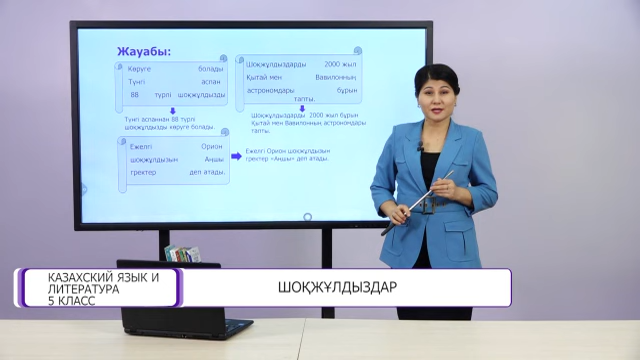 Жауабы:
Көруге болады
Түнгі аспан
88 түрлі шоқжұлдызды
Түнгі аспаннан 88 түрлі
шоқжұлдызды көруге болады.
Шоқжұлдыздарды 2000 жыл
Қытай мен Вавилонның
астрономдары бұрын
тапты.
Шоқжұлдыздарды 2000 жыл бұрын
Қытай мен Вавилонның астрономдары
тапты.
Ежелгі Орион
шоқжұлдызын Аңшы
гректер деп атады.
Ежелгі Орион шоқжұлдызын
гректер «Аңшы» деп атады.
КАЗАХСКИЙ ЯЗЫК И
ЛИТЕРАТУРА
5 КЛАСС
ШОҚЖҰЛДЫЗДАР